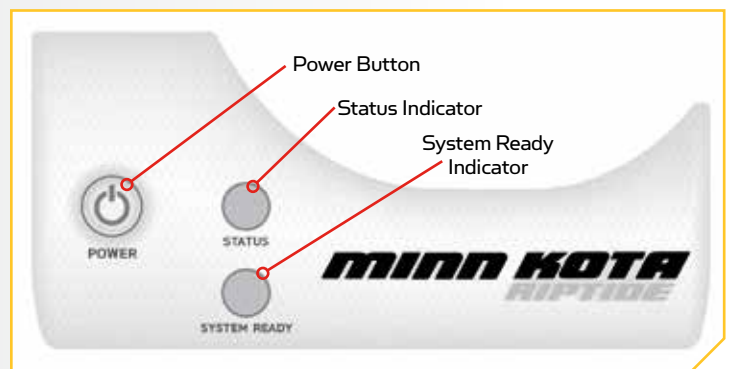 Power Button
Status Indicator
System Ready
Indicator
POWER
STATUS
MINN KOTA
RIPTIDE
SYSTEM READY